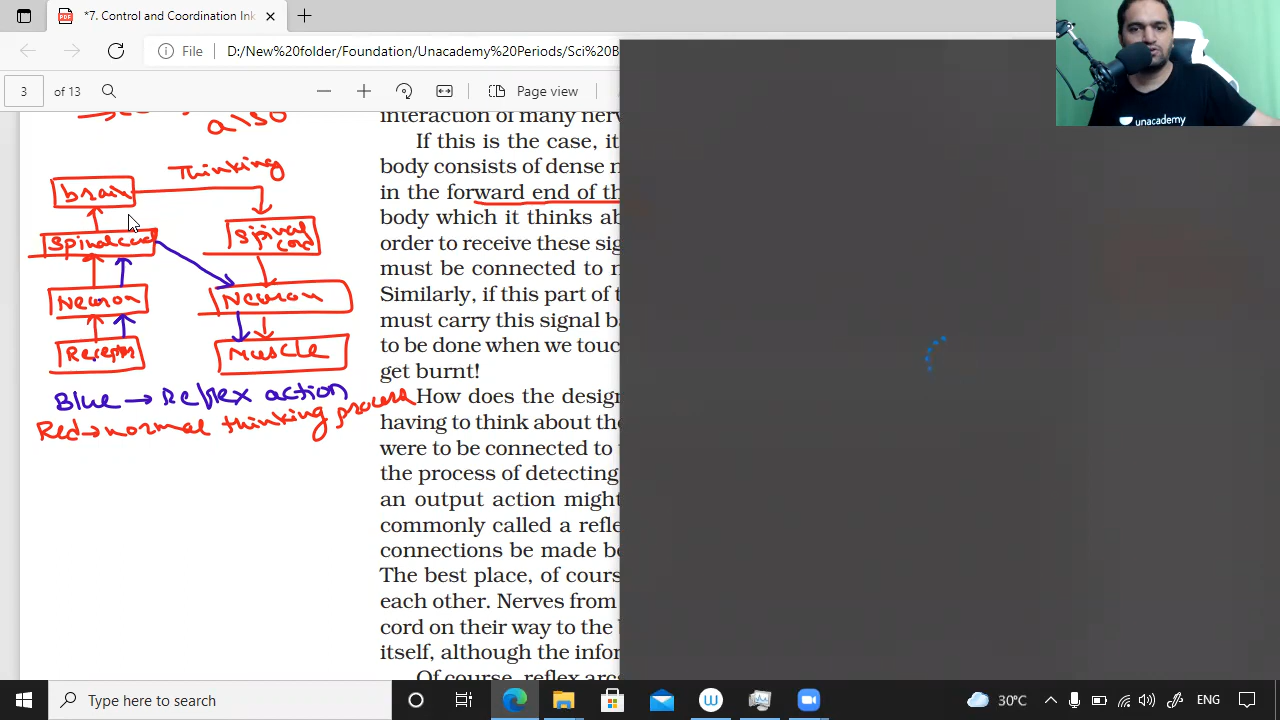 *7. Control and Coordination Ink
File
D:/New%20folder/Foundation/Unacademy%20Periods/Sci%20B
3
of 13
Page view
also
Thinking
brain
Spinal cord
Spinal
cord
Neuron
Neuron
Receptor
Muscle
Blue → Reflex action
Red → normal thinking process
interaction of many nerv
If this is the case, it
body consists of dense n
in the forward end of th
body which it thinks ab
order to receive these sig
must be connected to n
Similarly, if this part of t
must carry this signal ba
to be done when we touc
get burnt!
How does the design
having to think about the
were to be connected to t
the process of detecting
an output action might
commonly called a refle
connections be made be
The best place, of cours
each other. Nerves from
cord on their way to the b
itself, although the infor
Of course, reflex arc
unacademy
Type here to search
30°C
ENG